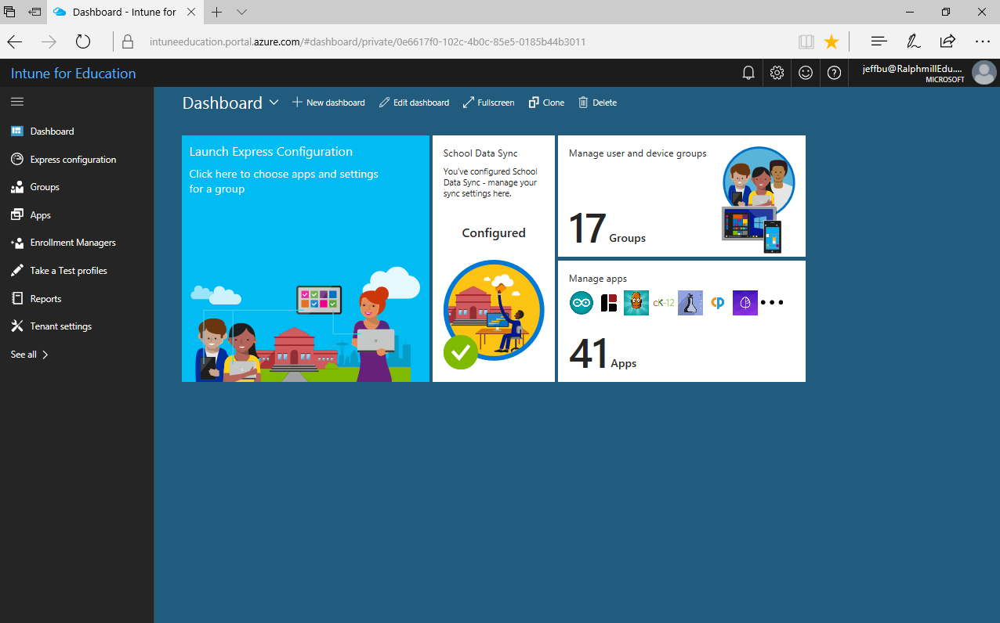 Dashboard - Intune for
intuneeducation.portal.azure.com/#dashboard/private/0e6617f0-102c-4b0c-85e5-0185b44b3011
Intune for Education
jeffbu@RalphmillEdu....
MICROSOFT
Dashboard
Express configuration
Groups
Apps
Enrollment Managers
Take a Test profiles
Reports
Tenant settings
See all
Dashboard
New dashboard
Edit dashboard
Fullscreen
Clone
Delete
Launch Express Configuration
Click here to choose apps and settings
for a group
School Data Sync
You've configured School
Data Sync - manage your
sync settings here.
Configured
Manage user and device groups
17 Groups
Manage apps
cK-12
cp
41 Apps